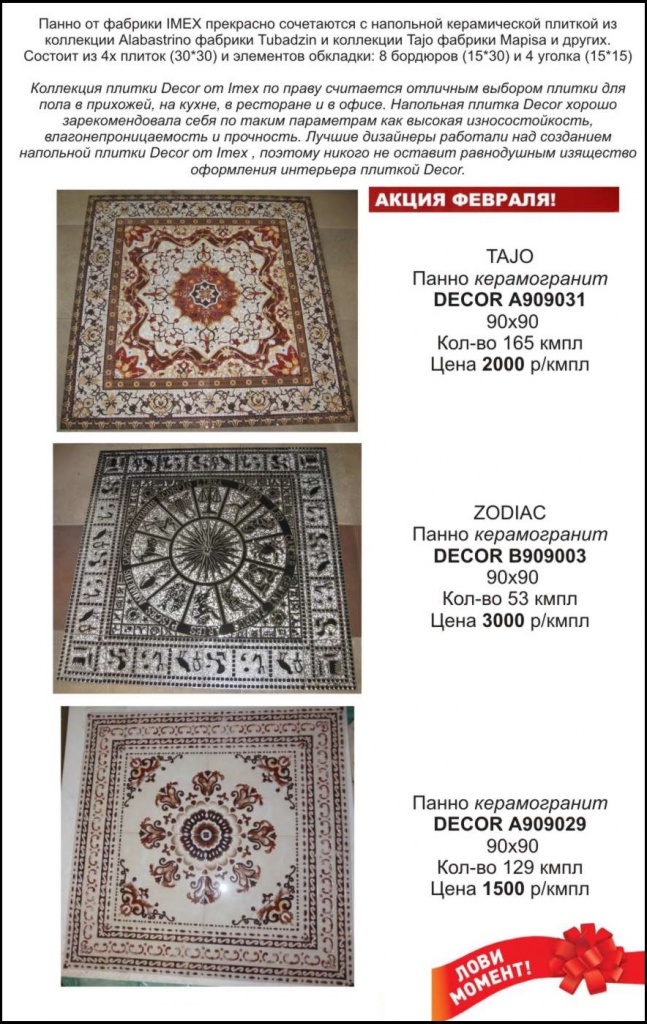 Панно от фабрики IMEX прекрасно сочетаются с напольной керамической плиткой из
коллекции Alabastrino фабрики Tubadzin и коллекции Tajo фабрики Mapisa и других.
Состоит из 4х плиток (30*30) и элементов обкладки: 8 бордюров (15*30) и 4 уголка (15*15)
Коллекция плитки Decor от Imex по праву считается отличным выбором плитки для
пола в прихожей, на кухне, в ресторане и в офисе. Напольная плитка Decor хорошо
зарекомендовала себя по таким параметрам как высокая износостойкость,
влагонепроницаемость и прочность. Лучшие дизайнеры работали над созданием
напольной плитки Decor от Imex , поэтому никого не оставит равнодушным изящество
оформления интерьера плиткой Decor.
АКЦИЯ ФЕВРАЛЯ!
TAJO
Панно керамогранит
DECOR A909031
90х90
Кол-во 165 кмпл
Цена 2000 р/кмпл
ZODIAC
Панно керамогранит
DECOR B909003
90х90
Кол-во 53 кмпл
Цена 3000 р/кмпл
Панно керамогранит
DECOR A909029
90х90
Кол-во 129 кмпл
Цена 1500 р/кмпл
ЛОВИ
МОМЕНТ!